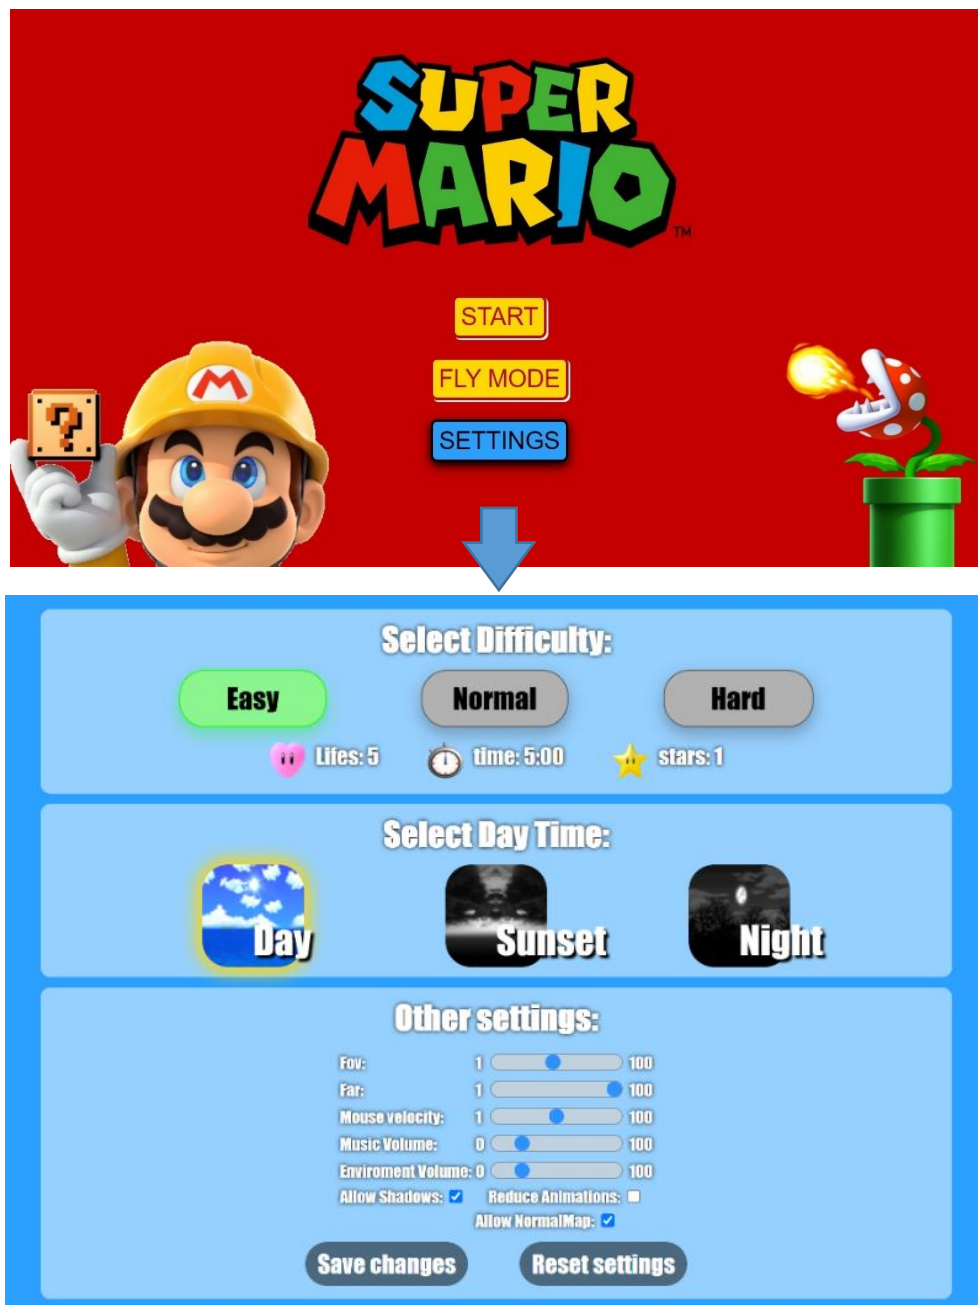 SUPER
MARIO
TM
START
FLY MODE
SETTINGS
M
?
Select Difficulty:
Easy Normal Hard
Lifes: 5 time: 5:00 stars: 1
Select Day Time:
Day Sunset Night
Other settings:
Fov: 1 100
Far: 1 100
Mouse velocity: 1 100
Music Volume: 0 100
Enviroment Volume: 0 100
Allow Shadows: Reduce Animations:
Allow NormalMap:
Save changes Reset settings